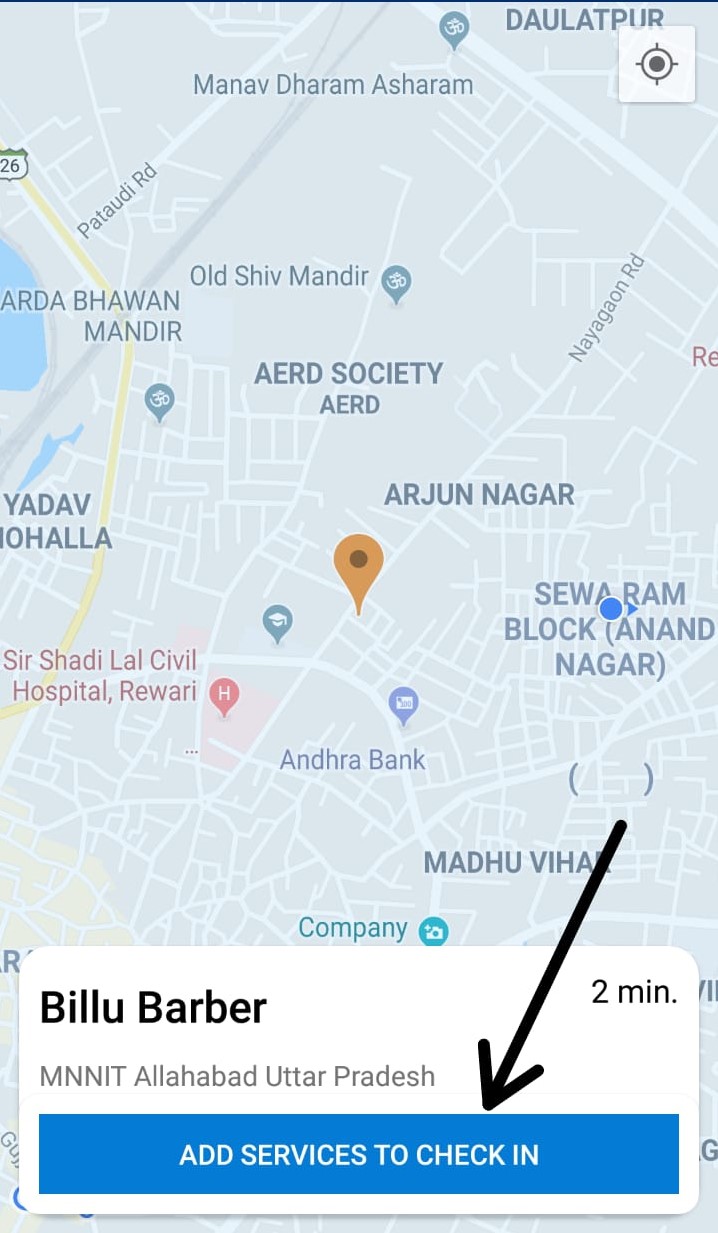 DAULATPUR
Manav Dharam Asharam
26
Pataudi Rd
Old Shiv Mandir
Nayagaon Rd
ARDA BHAWAN
MANDIR
AERD SOCIETY
AERD
Re
ARJUN NAGAR
YADAV
MOHALLA
SEWA RAM
BLOCK (ANAND
NAGAR)
Sir Shadi Lal Civil
Hospital, Rewari
H
...
Andhra Bank
( )
MADHU VIHAR
Company
Billu Barber
2 min.
MNNIT Allahabad Uttar Pradesh
ADD SERVICES TO CHECK IN